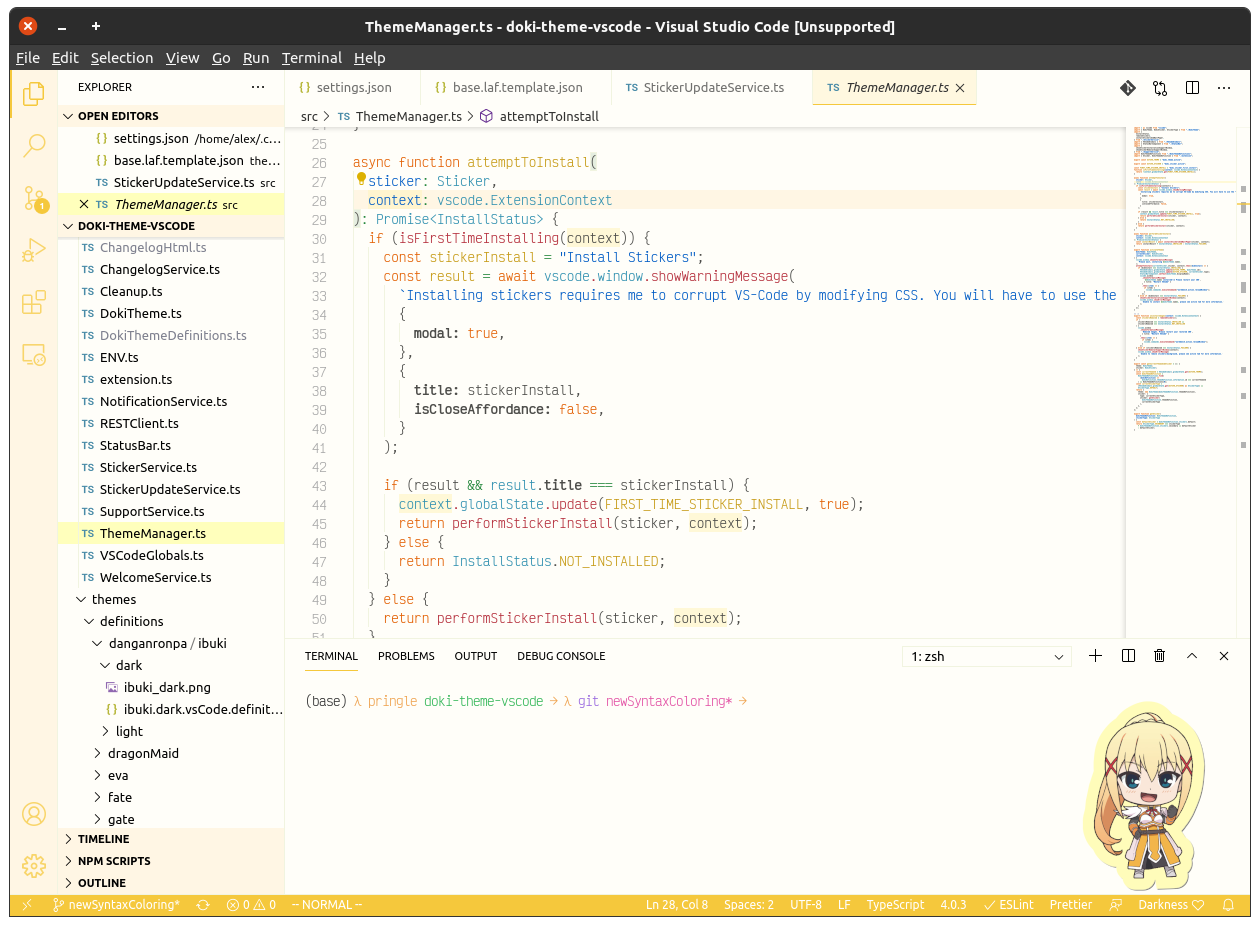 ThemeManager.ts - doki-theme-vscode - Visual Studio Code [Unsupported]
File Edit Selection View Go Run Terminal Help
EXPLORER
OPEN EDITORS
{} settings.json /home/alex/.c...
{} base.laf.template.json the...
TS StickerUpdateService.ts src
TS ThemeManager.ts src
DOKI-THEME-VSCODE
TS ChangelogHtml.ts
TS ChangelogService.ts
TS Cleanup.ts
TS DokiTheme.ts
TS DokiThemeDefinitions.ts
TS ENV.ts
TS extension.ts
TS NotificationService.ts
TS RESTClient.ts
TS StatusBar.ts
TS StickerService.ts
TS StickerUpdateService.ts
TS SupportService.ts
TS ThemeManager.ts
TS VSCodeGlobals.ts
TS WelcomeService.ts
themes
definitions
danganronpa / ibuki
dark
ibuki_dark.png
{} ibuki.dark.vsCode.definit...
light
dragonMaid
eva
fate
gate
TIMELINE
NPM SCRIPTS
OUTLINE
{} settings.json {} base.laf.template.json TS StickerUpdateService.ts TS ThemeManager.ts
src > TS ThemeManager.ts > attemptToInstall
24 }
25
26 async function attemptToInstall(
27 sticker: Sticker,
28 context: vscode.ExtensionContext
29 ): Promise<InstallStatus> {
30 if (isFirstTimeInstalling(context)) {
31 const stickerInstall = "Install Stickers";
32 const result = await vscode.window.showWarningMessage(
33 `Installing stickers requires me to corrupt VS-Code by modifying CSS. You will have to use the
34 {
35 modal: true,
36 },
37 {
38 title: stickerInstall,
39 isCloseAffordance: false,
40 }
41 );
42
43 if (result && result.title === stickerInstall) {
44 context.globalState.update(FIRST_TIME_STICKER_INSTALL, true);
45 return performStickerInstall(sticker, context);
46 } else {
47 return InstallStatus.NOT_INSTALLED;
48 }
49 } else {
50 return performStickerInstall(sticker, context);
51 }
TERMINAL PROBLEMS OUTPUT DEBUG CONSOLE 1: zsh
(base) λ pringle doki-theme-vscode → λ git newSyntaxColoring* →
newSyntaxColoring* 0 0 -- NORMAL -- Ln 28, Col 8 Spaces: 2 UTF-8 LF TypeScript 4.0.3 ESLint Prettier Darkness